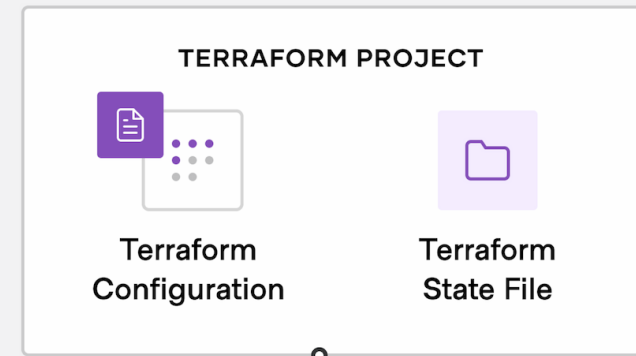 TERRAFORM PROJECT
Terraform
Configuration
Terraform
State File